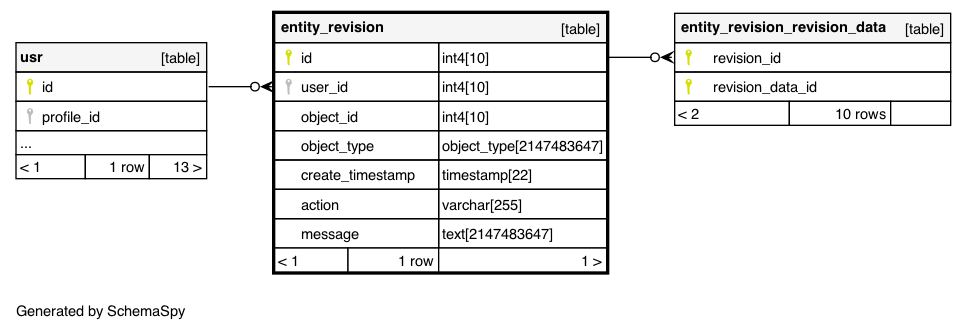 usr [table]
id
profile_id
...
< 1 1 row 13 >
entity_revision [table]
id int4[10]
user_id int4[10]
object_id int4[10]
object_type object_type[2147483647]
create_timestamp timestamp[22]
action varchar[255]
message text[2147483647]
< 1 1 row 1 >
entity_revision_revision_data [table]
revision_id
revision_data_id
< 2 10 rows
Generated by SchemaSpy